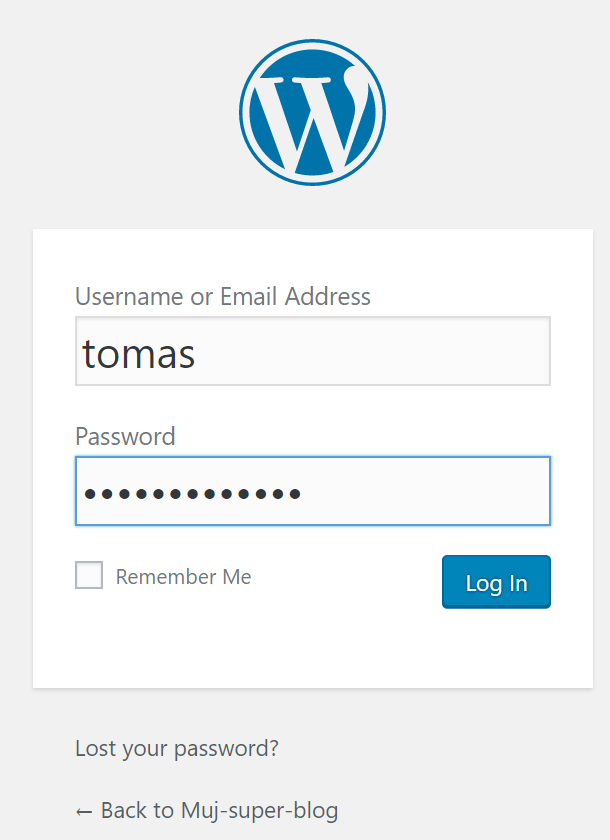 Username or Email Address
tomas
Password
•••••••••••••
Remember Me
Log In
Lost your password?
← Back to Muj-super-blog